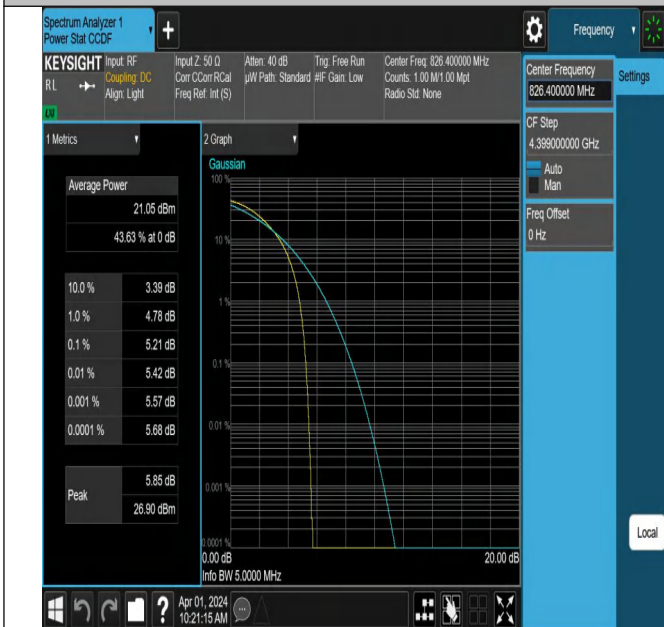 Spectrum Analyzer 1
Power Stat CCDF
Frequency
KEYSIGHT
RL
LXI
Input: RF
Coupling: DC
Align: Light
Input Z: 50 Ω
Corr CCorr RCal
Freq Ref: Int (S)
Atten: 40 dB
µW Path: Standard
Trig: Free Run
#IF Gain: Low
Center Freq: 826.400000 MHz
Counts: 1.00 M/1.00 Mpt
Radio Std: None
Center Frequency
826.400000 MHz
Settings
CF Step
4.399000000 GHz
Auto
Man
Freq Offset
0 Hz
Local
1 Metrics
Average Power
21.05 dBm
43.63 % at 0 dB
10.0 % 3.39 dB
1.0 % 4.78 dB
0.1 % 5.21 dB
0.01 % 5.42 dB
0.001 % 5.57 dB
0.0001 % 5.68 dB
Peak
5.85 dB
26.90 dBm
2 Graph
Gaussian
100 %
10 %
1 %
0.1 %
0.01 %
0.001 %
0.0001 %
0.00 dB 20.00 dB
Info BW 5.0000 MHz
?
Apr 01, 2024
10:21:15 AM